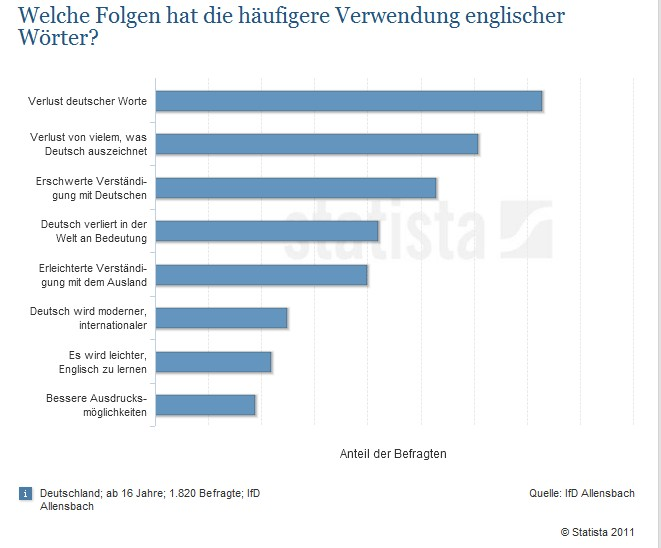 Welche Folgen hat die häufigere Verwendung englischer
Wörter?
Verlust deutscher Worte
Verlust von vielem, was
Deutsch auszeichnet
Erschwerte Verständi-
gung mit Deutschen
Deutsch verliert in der
Welt an Bedeutung
Erleichterte Verständi-
gung mit dem Ausland
Deutsch wird moderner,
internationaler
Es wird leichter,
Englisch zu lernen
Bessere Ausdrucks-
möglichkeiten
statista
Anteil der Befragten
i Deutschland; ab 16 Jahre; 1.820 Befragte; IfD
Allensbach
Quelle: IfD Allensbach
© Statista 2011